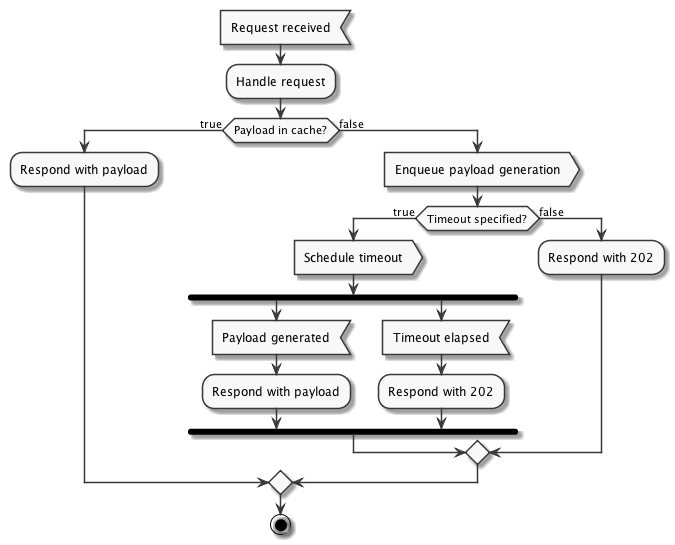 Request received
Handle request
true
Payload in cache?
false
Respond with payload
Enqueue payload generation
true
Timeout specified?
false
Schedule timeout
Respond with 202
Payload generated
Timeout elapsed
Respond with payload
Respond with 202